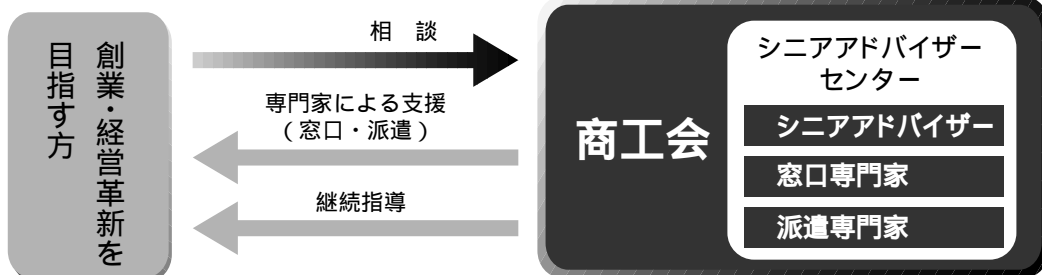 創業・経営革新を
目指す方
相　談
専門家による支援
（窓口・派遣）
継続指導
商工会
シニアアドバイザー
センター
シニアアドバイザー
窓口専門家
派遣専門家